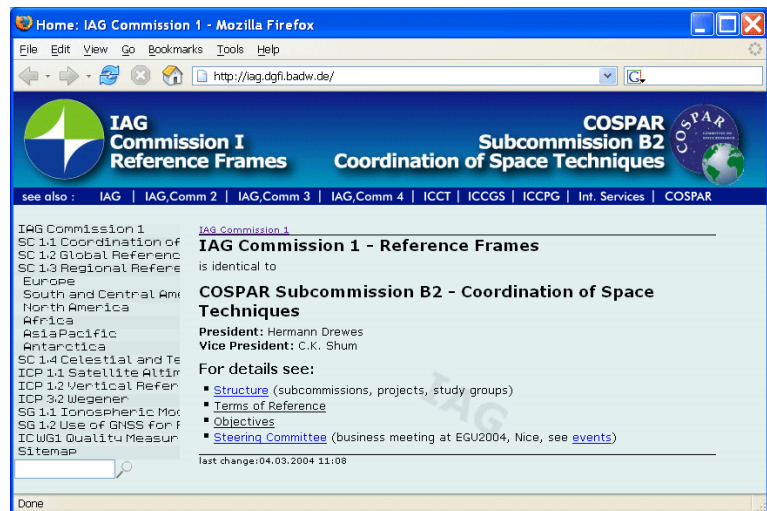 Home: IAG Commission 1 - Mozilla Firefox
File Edit View Go Bookmarks Tools Help
http://iag.dgfi.badw.de/
G
IAG
Commission I
Reference Frames
COSPAR
Subcommission B2
Coordination of Space Techniques
COSPAR
see also : IAG | IAG,Comm 2 | IAG,Comm 3 | IAG,Comm 4 | ICCT | ICCGS | ICCPG | Int. Services | COSPAR
IAG Commission 1
SC 1.1 Coordination of
SC 1.2 Global Referenc
SC 1.3 Regional Refere
Europe
South and Central Ame
North America
Africa
AsiaPacific
Antarctica
SC 1.4 Celestial and Te
ICP 1.1 Satellite Altim
ICP 1.2 Vertical Refer
ICP 3.2 Wegener
SG 1.1 Ionospheric Moc
SG 1.2 Use of GNSS for F
ICWG1 Quality Measur
Sitemap
IAG Commission 1
IAG Commission 1 - Reference Frames
is identical to
COSPAR Subcommission B2 - Coordination of Space
Techniques
President: Hermann Drewes
Vice President: C.K. Shum
For details see:
Structure (subcommissions, projects, study groups)
Terms of Reference
Objectives
Steering Committee (business meeting at EGU2004, Nice, see events)
IAG
last change:04.03.2004 11:08
Done